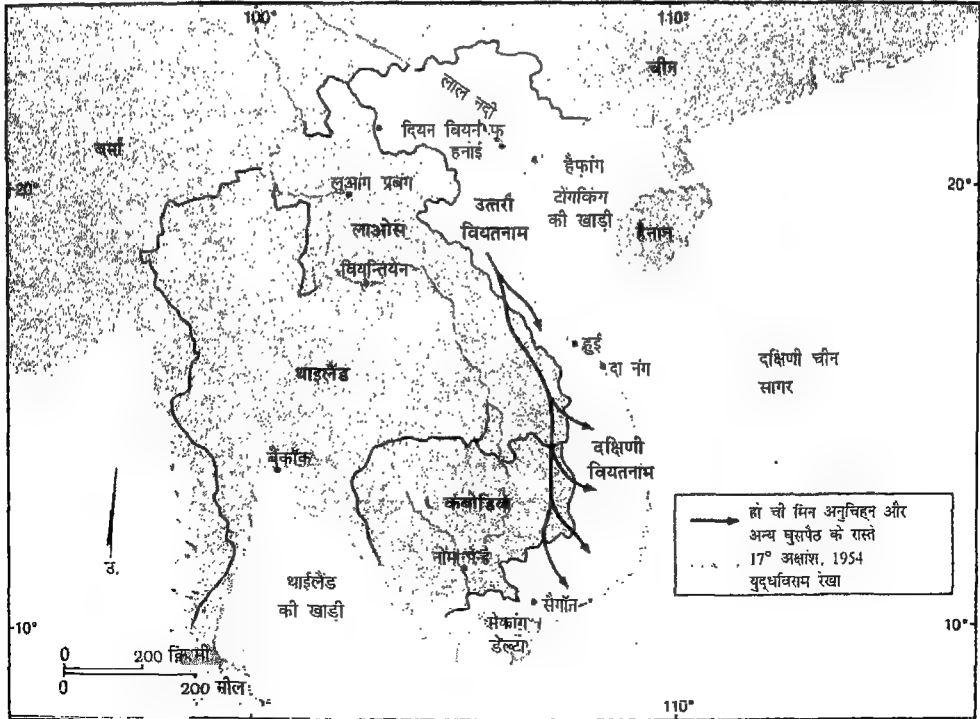 100°
110°
चीन
लाल नदी
दियन वियन फू
हनाई
बर्मा
हैफांग
20°
20°
लुआंग प्रबंग
टोंगकिंग
की खाड़ी
उत्तरी
वियतनाम
लाओस
हैनान
वियन्तियेन
हुई
दा नंग
दक्षिणी चीन
सागर
थाइलैंड
दक्षिणी
वियतनाम
बैंकॉक
कंबोडिया
हो ची मिन अनुचिह्न और
अन्य घुसपैठ के रास्ते
17° अक्षांश, 1954
युद्धविराम रेखा
नोम पेन्ह
उ.
थाईलैंड
की खाड़ी
सैगॉन
मेकांग
डेल्टा
10°
10°
0 200 कि.मी.
0 200 मील
110°